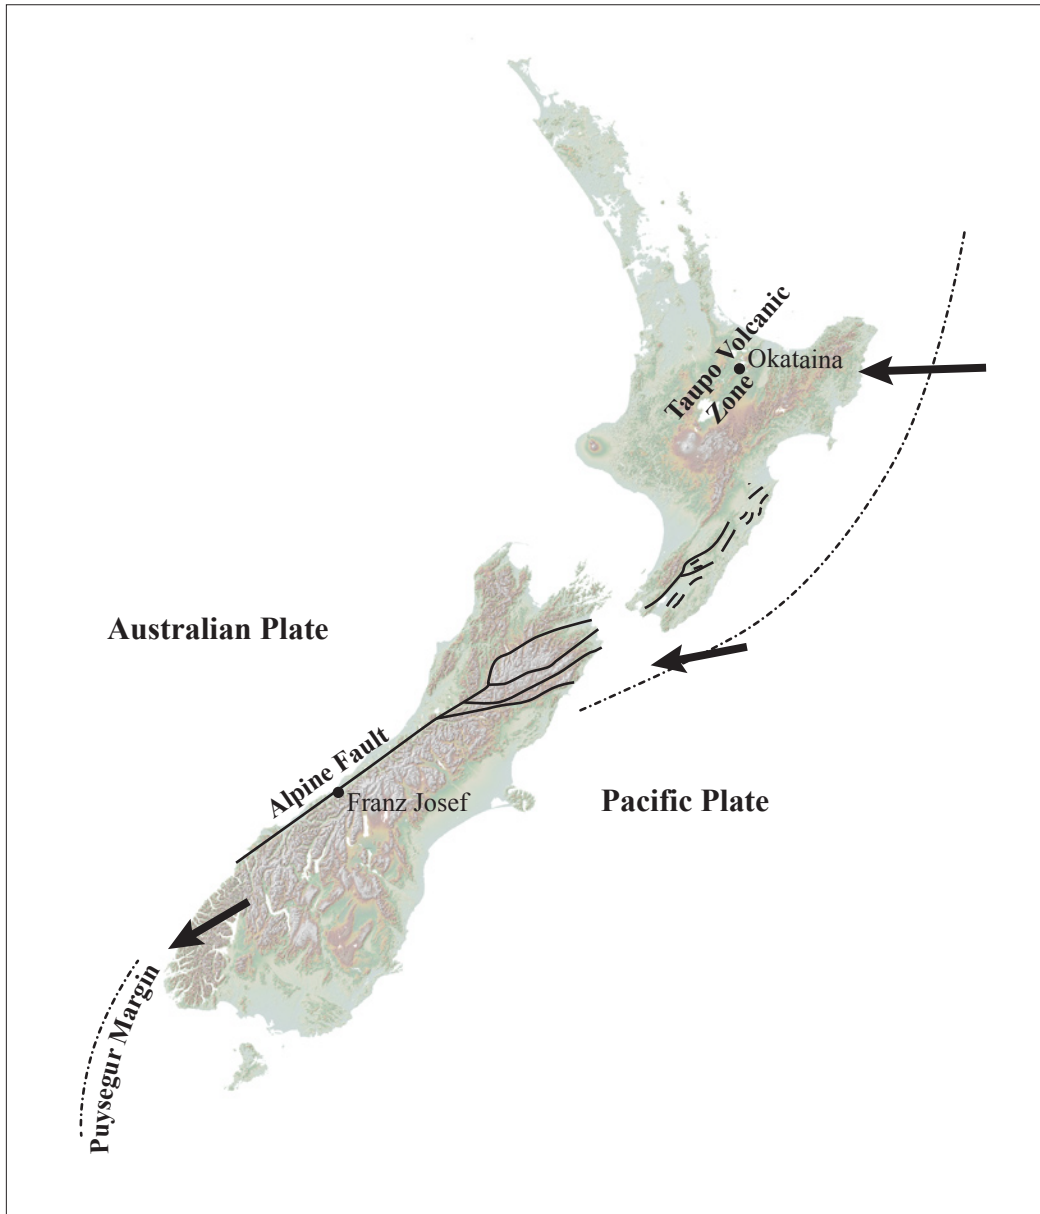 Taupo Volcanic
Zone
Okataina
Australian Plate
Alpine Fault
Franz Josef
Pacific Plate
Puysegur Margin